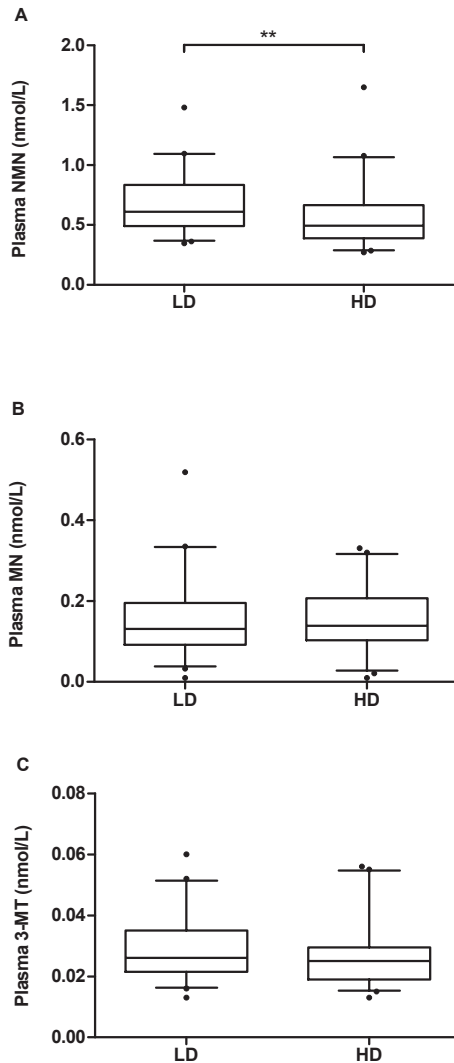 A
Plasma NMN (nmol/L)
2.0
1.5
1.0
0.5
0.0
**
LD
HD
B
Plasma MN (nmol/L)
0.6
0.4
0.2
0.0
LD
HD
C
Plasma 3-MT (nmol/L)
0.08
0.06
0.04
0.02
0.00
LD
HD